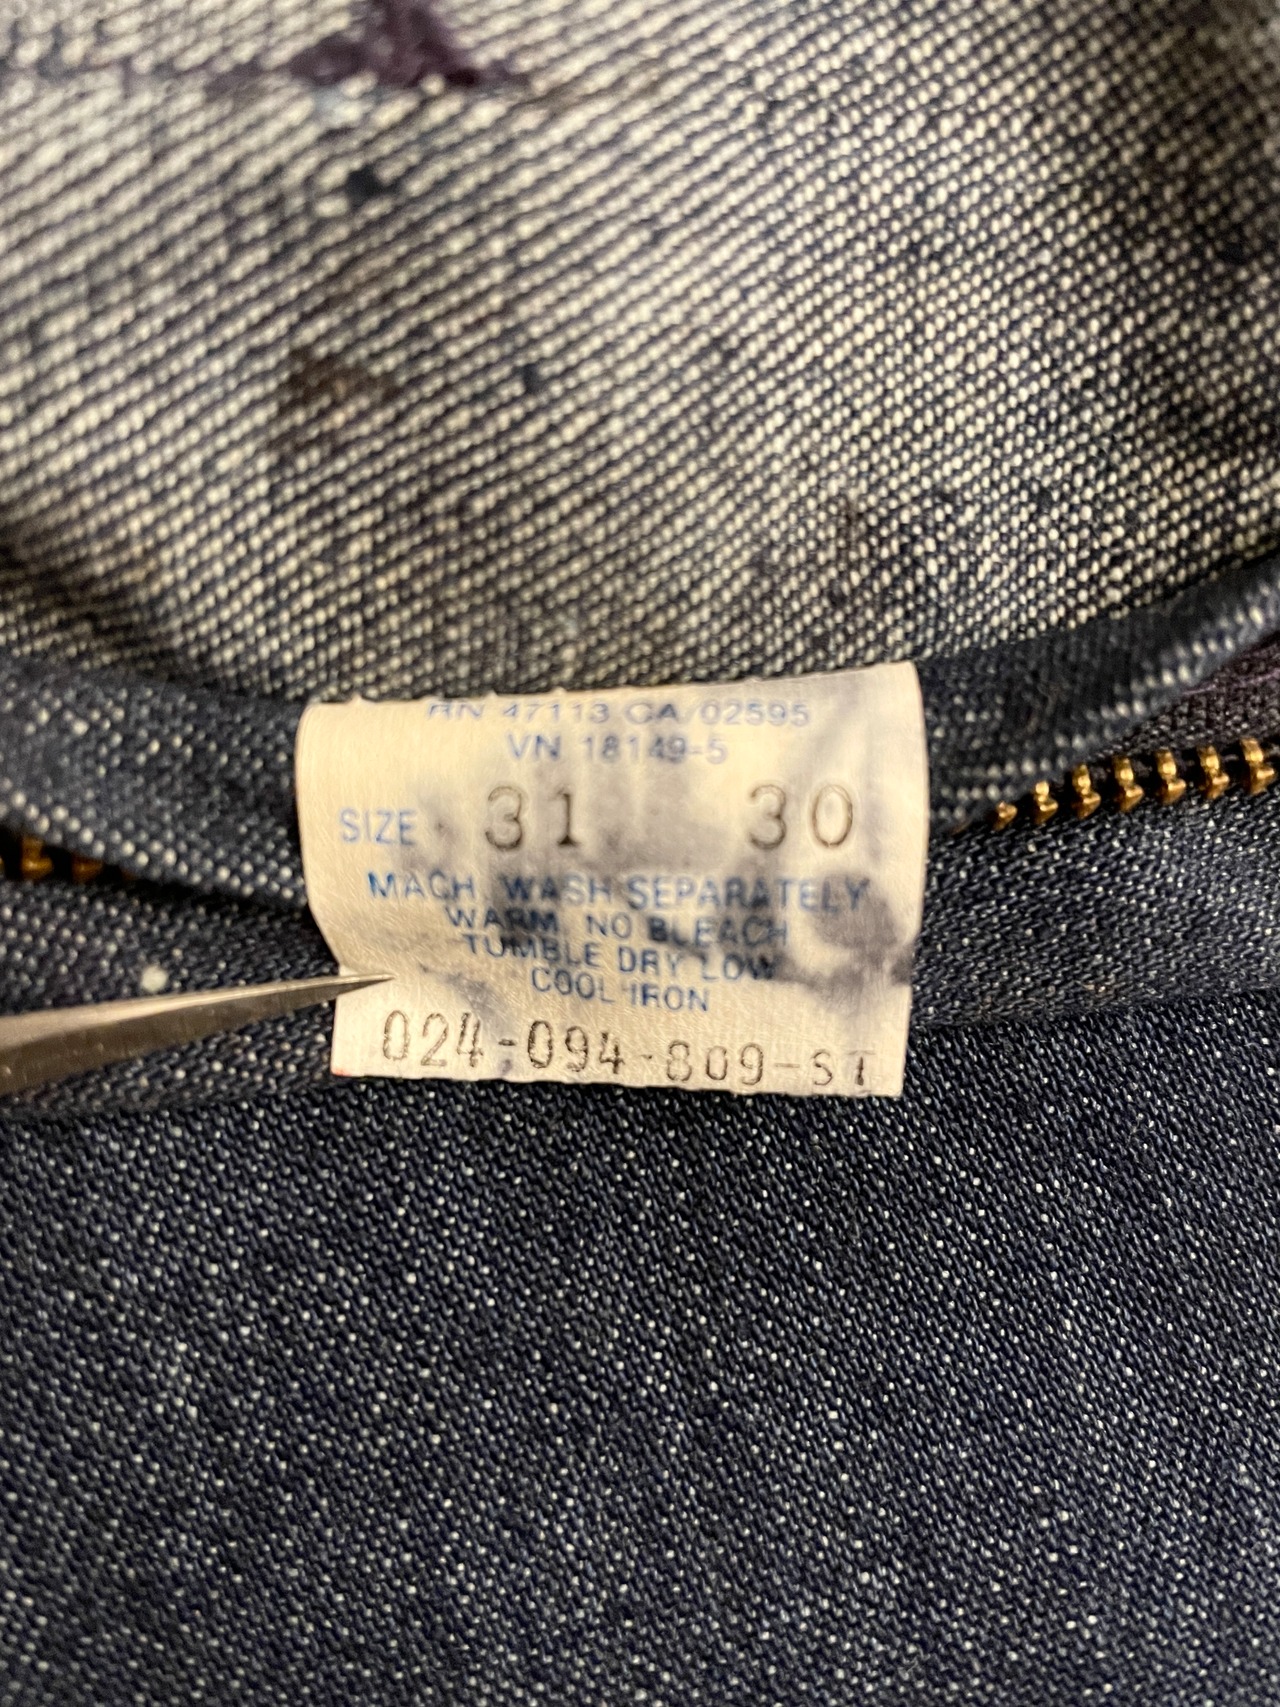 RN 47113 CA/02595
VN 18149-5
SIZE 31 30
MACH. WASH SEPARATELY
WARM, NO BLEACH
TUMBLE DRY LOW
COOL IRON
024-094-809-ST